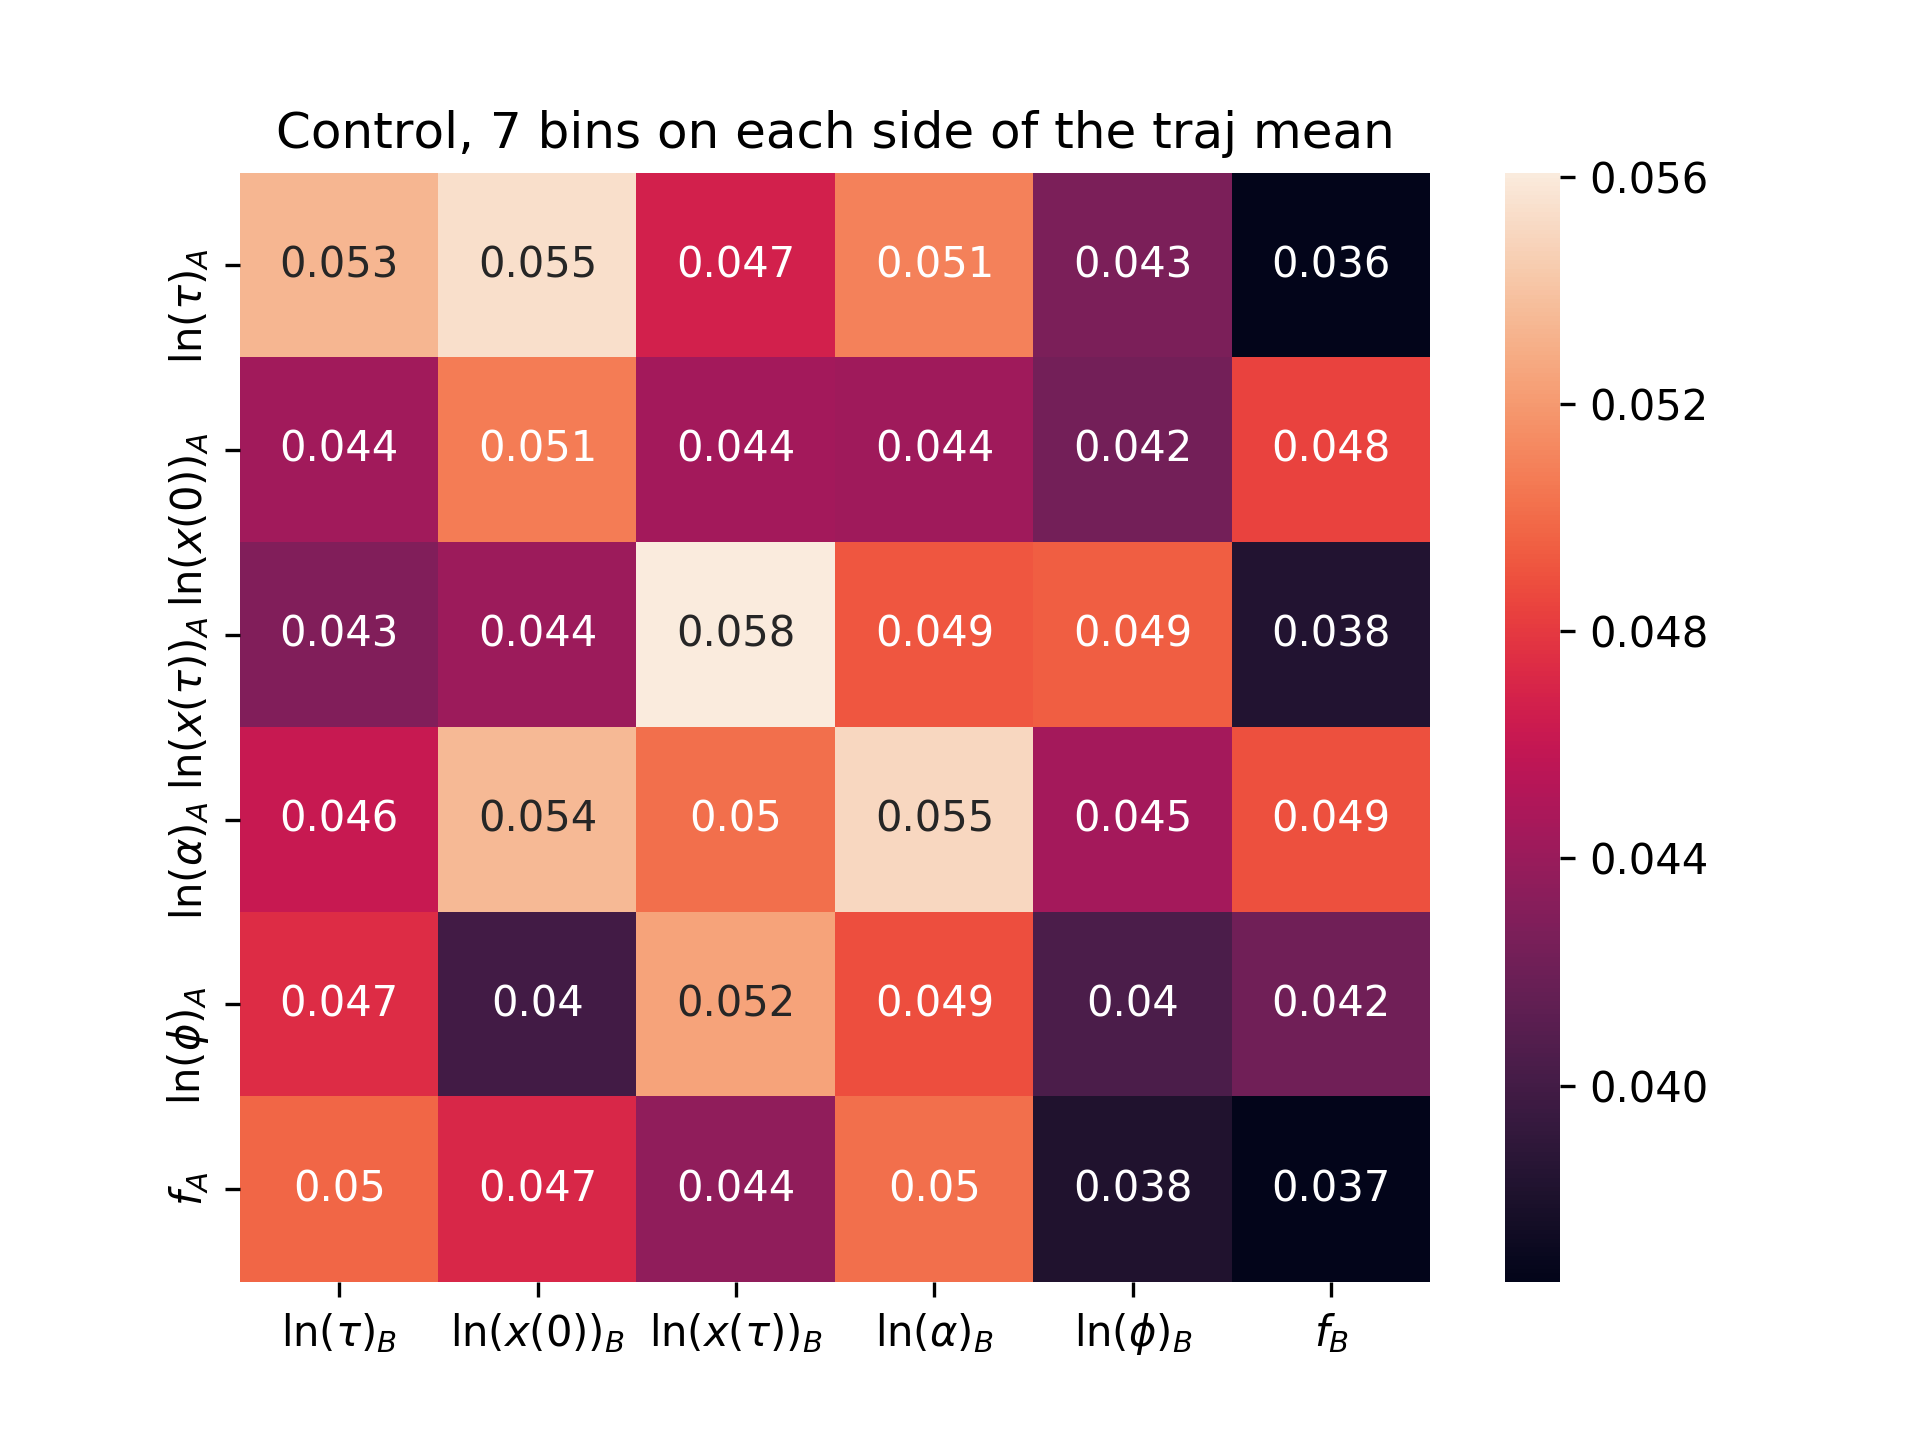 Control, 7 bins on each side of the traj mean
ln(τ)A 0.053 0.055 0.047 0.051 0.043 0.036
ln(x(0))A 0.044 0.051 0.044 0.044 0.042 0.048
ln(x(τ))A 0.043 0.044 0.058 0.049 0.049 0.038
ln(α)A 0.046 0.054 0.05 0.055 0.045 0.049
ln(ϕ)A 0.047 0.04 0.052 0.049 0.04 0.042
fA 0.05 0.047 0.044 0.05 0.038 0.037
ln(τ)B ln(x(0))B ln(x(τ))B ln(α)B ln(ϕ)B fB
0.056
0.052
0.048
0.044
0.040